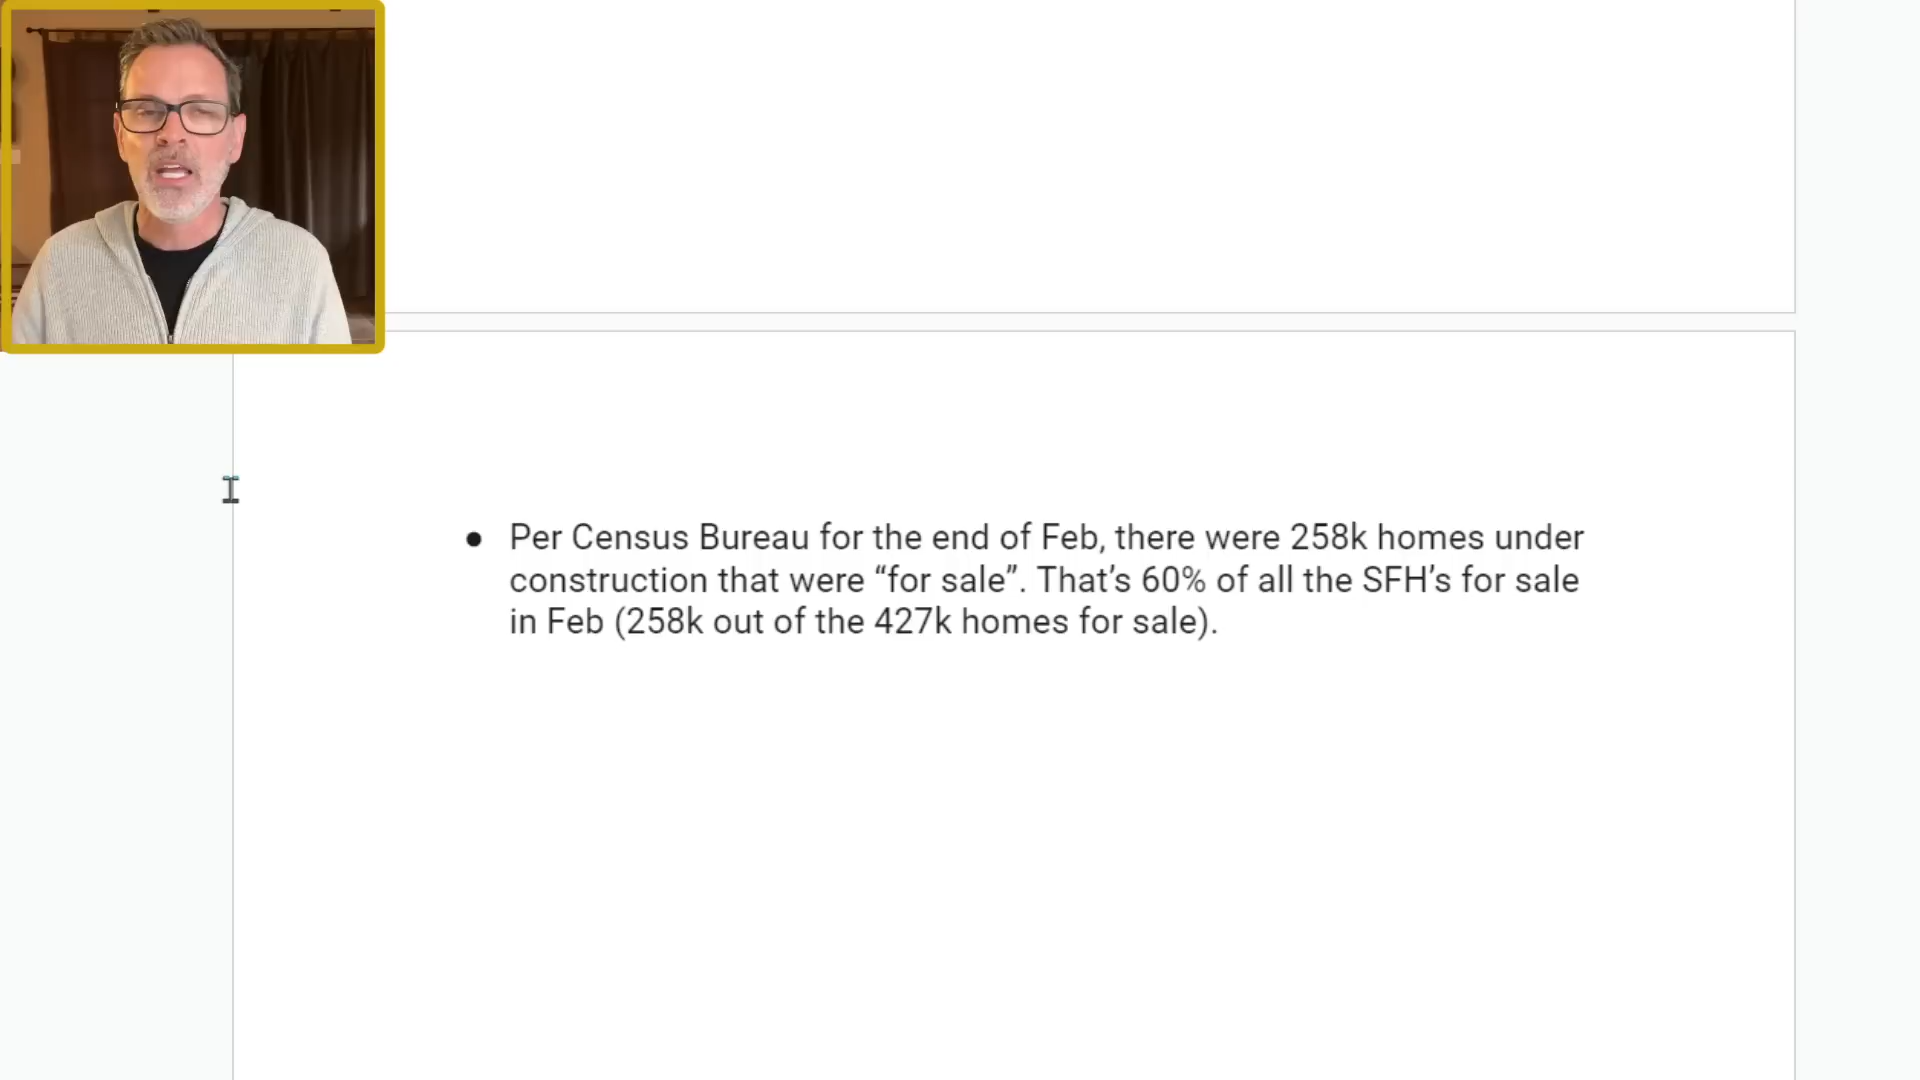 ● Per Census Bureau for the end of Feb, there were 258k homes under
construction that were “for sale”. That’s 60% of all the SFH’s for sale
in Feb (258k out of the 427k homes for sale).